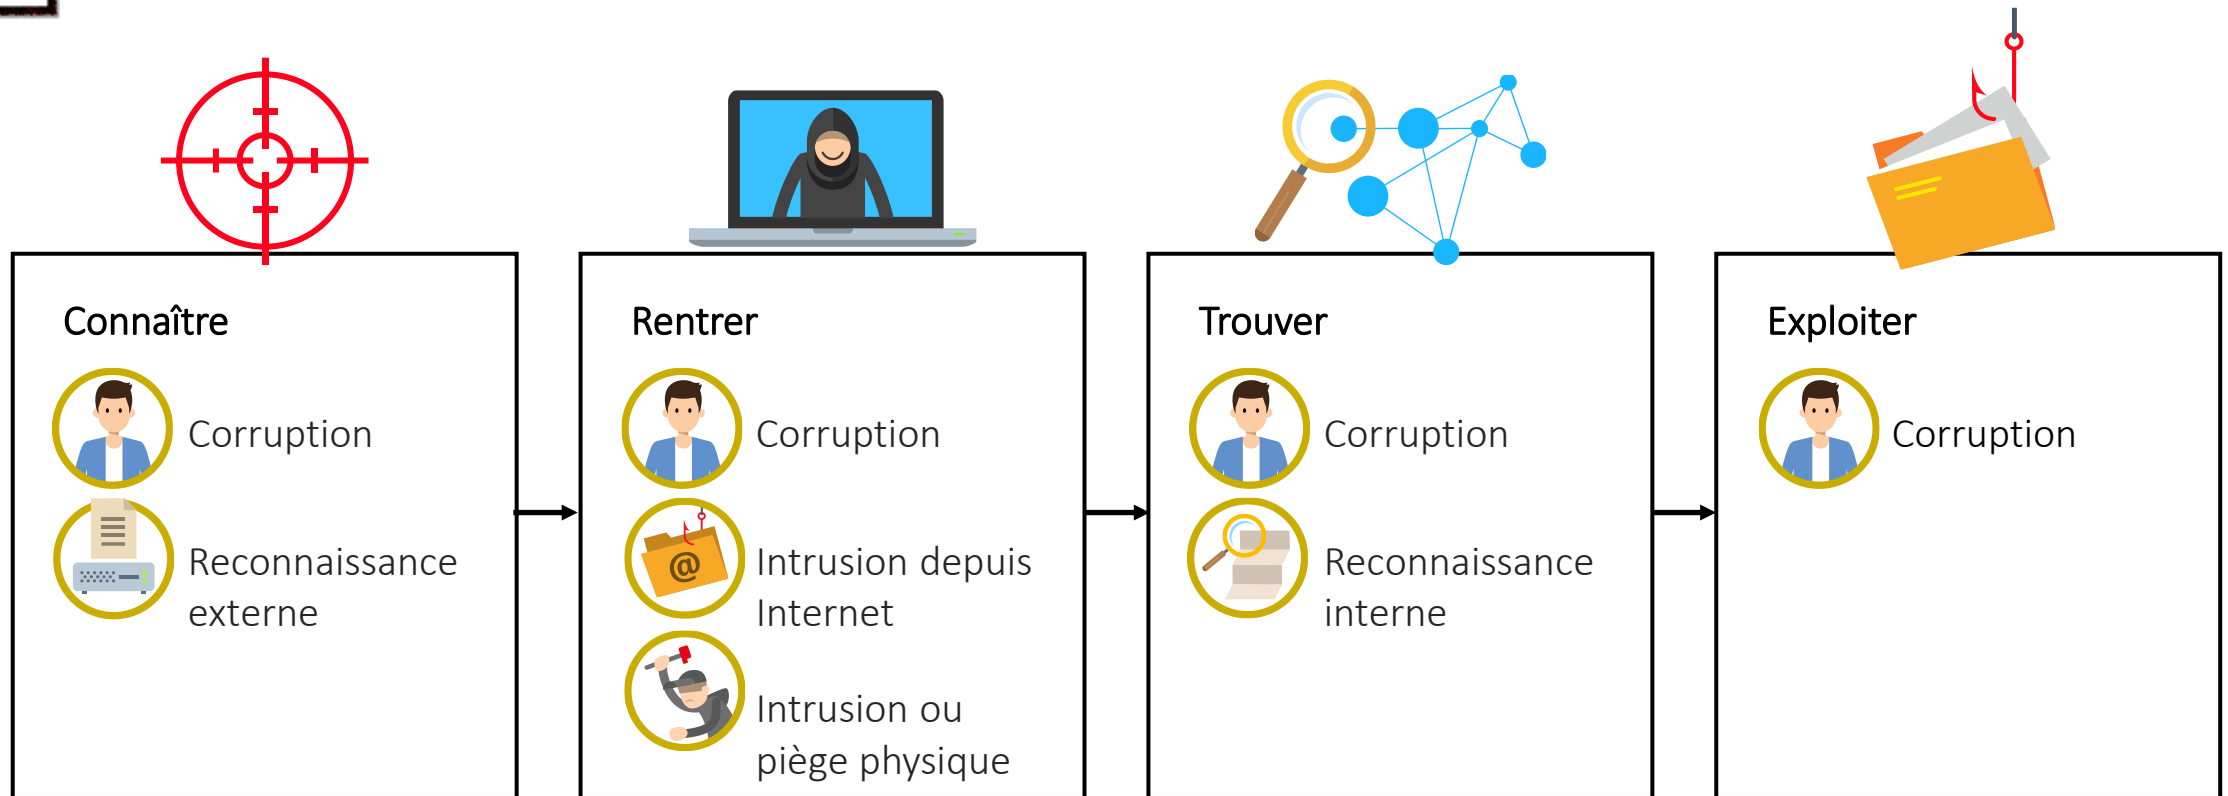 Connaître
Corruption
Reconnaissance
externe
Rentrer
Corruption
Intrusion depuis
Internet
@
Intrusion ou
piège physique
Trouver
Corruption
Reconnaissance
interne
Exploiter
Corruption